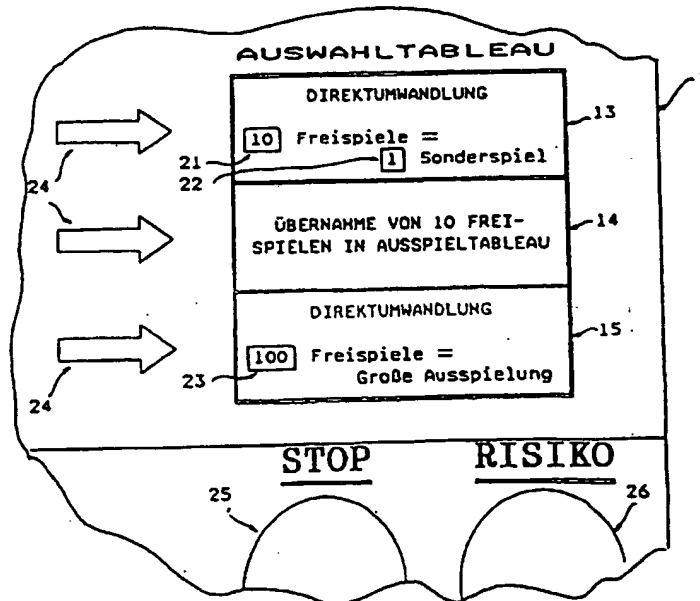 AUSWAHLTABLEAU
DIREKTUMWANDLUNG
13
10 Freispiele =
21
1 Sonderspiel
22
24
ÜBERNAHME VON 10 FREI-
SPIELEN IN AUSSPIELTABLEAU
14
DIREKTUMWANDLUNG
15
100 Freispiele =
23
Große Ausspielung
24
STOP RISIKO
25
26